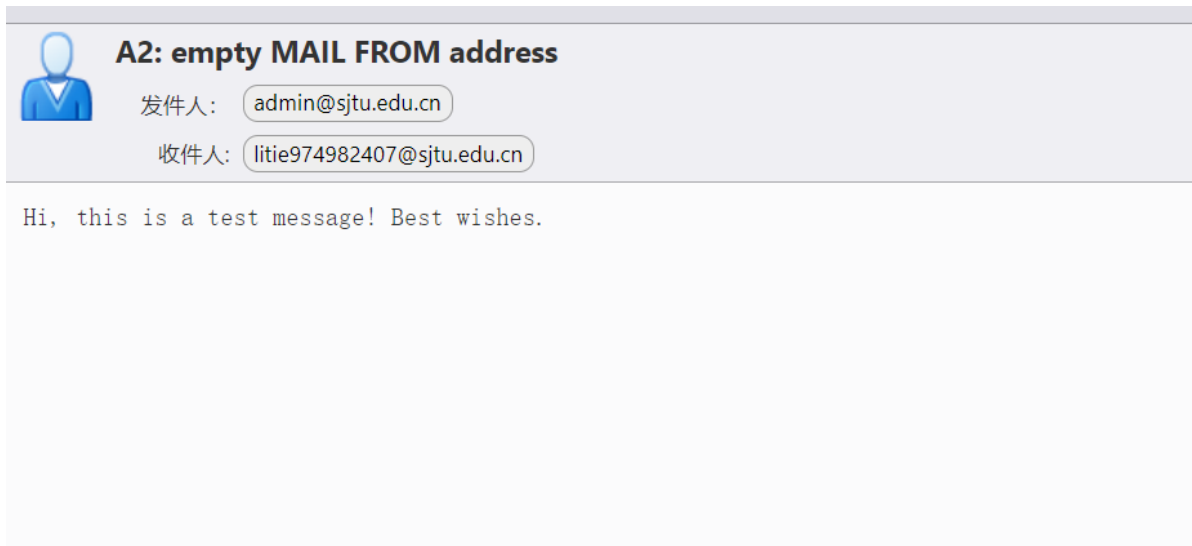 A2: empty MAIL FROM address
发件人: admin@sjtu.edu.cn
收件人: litie974982407@sjtu.edu.cn
Hi, this is a test message! Best wishes.